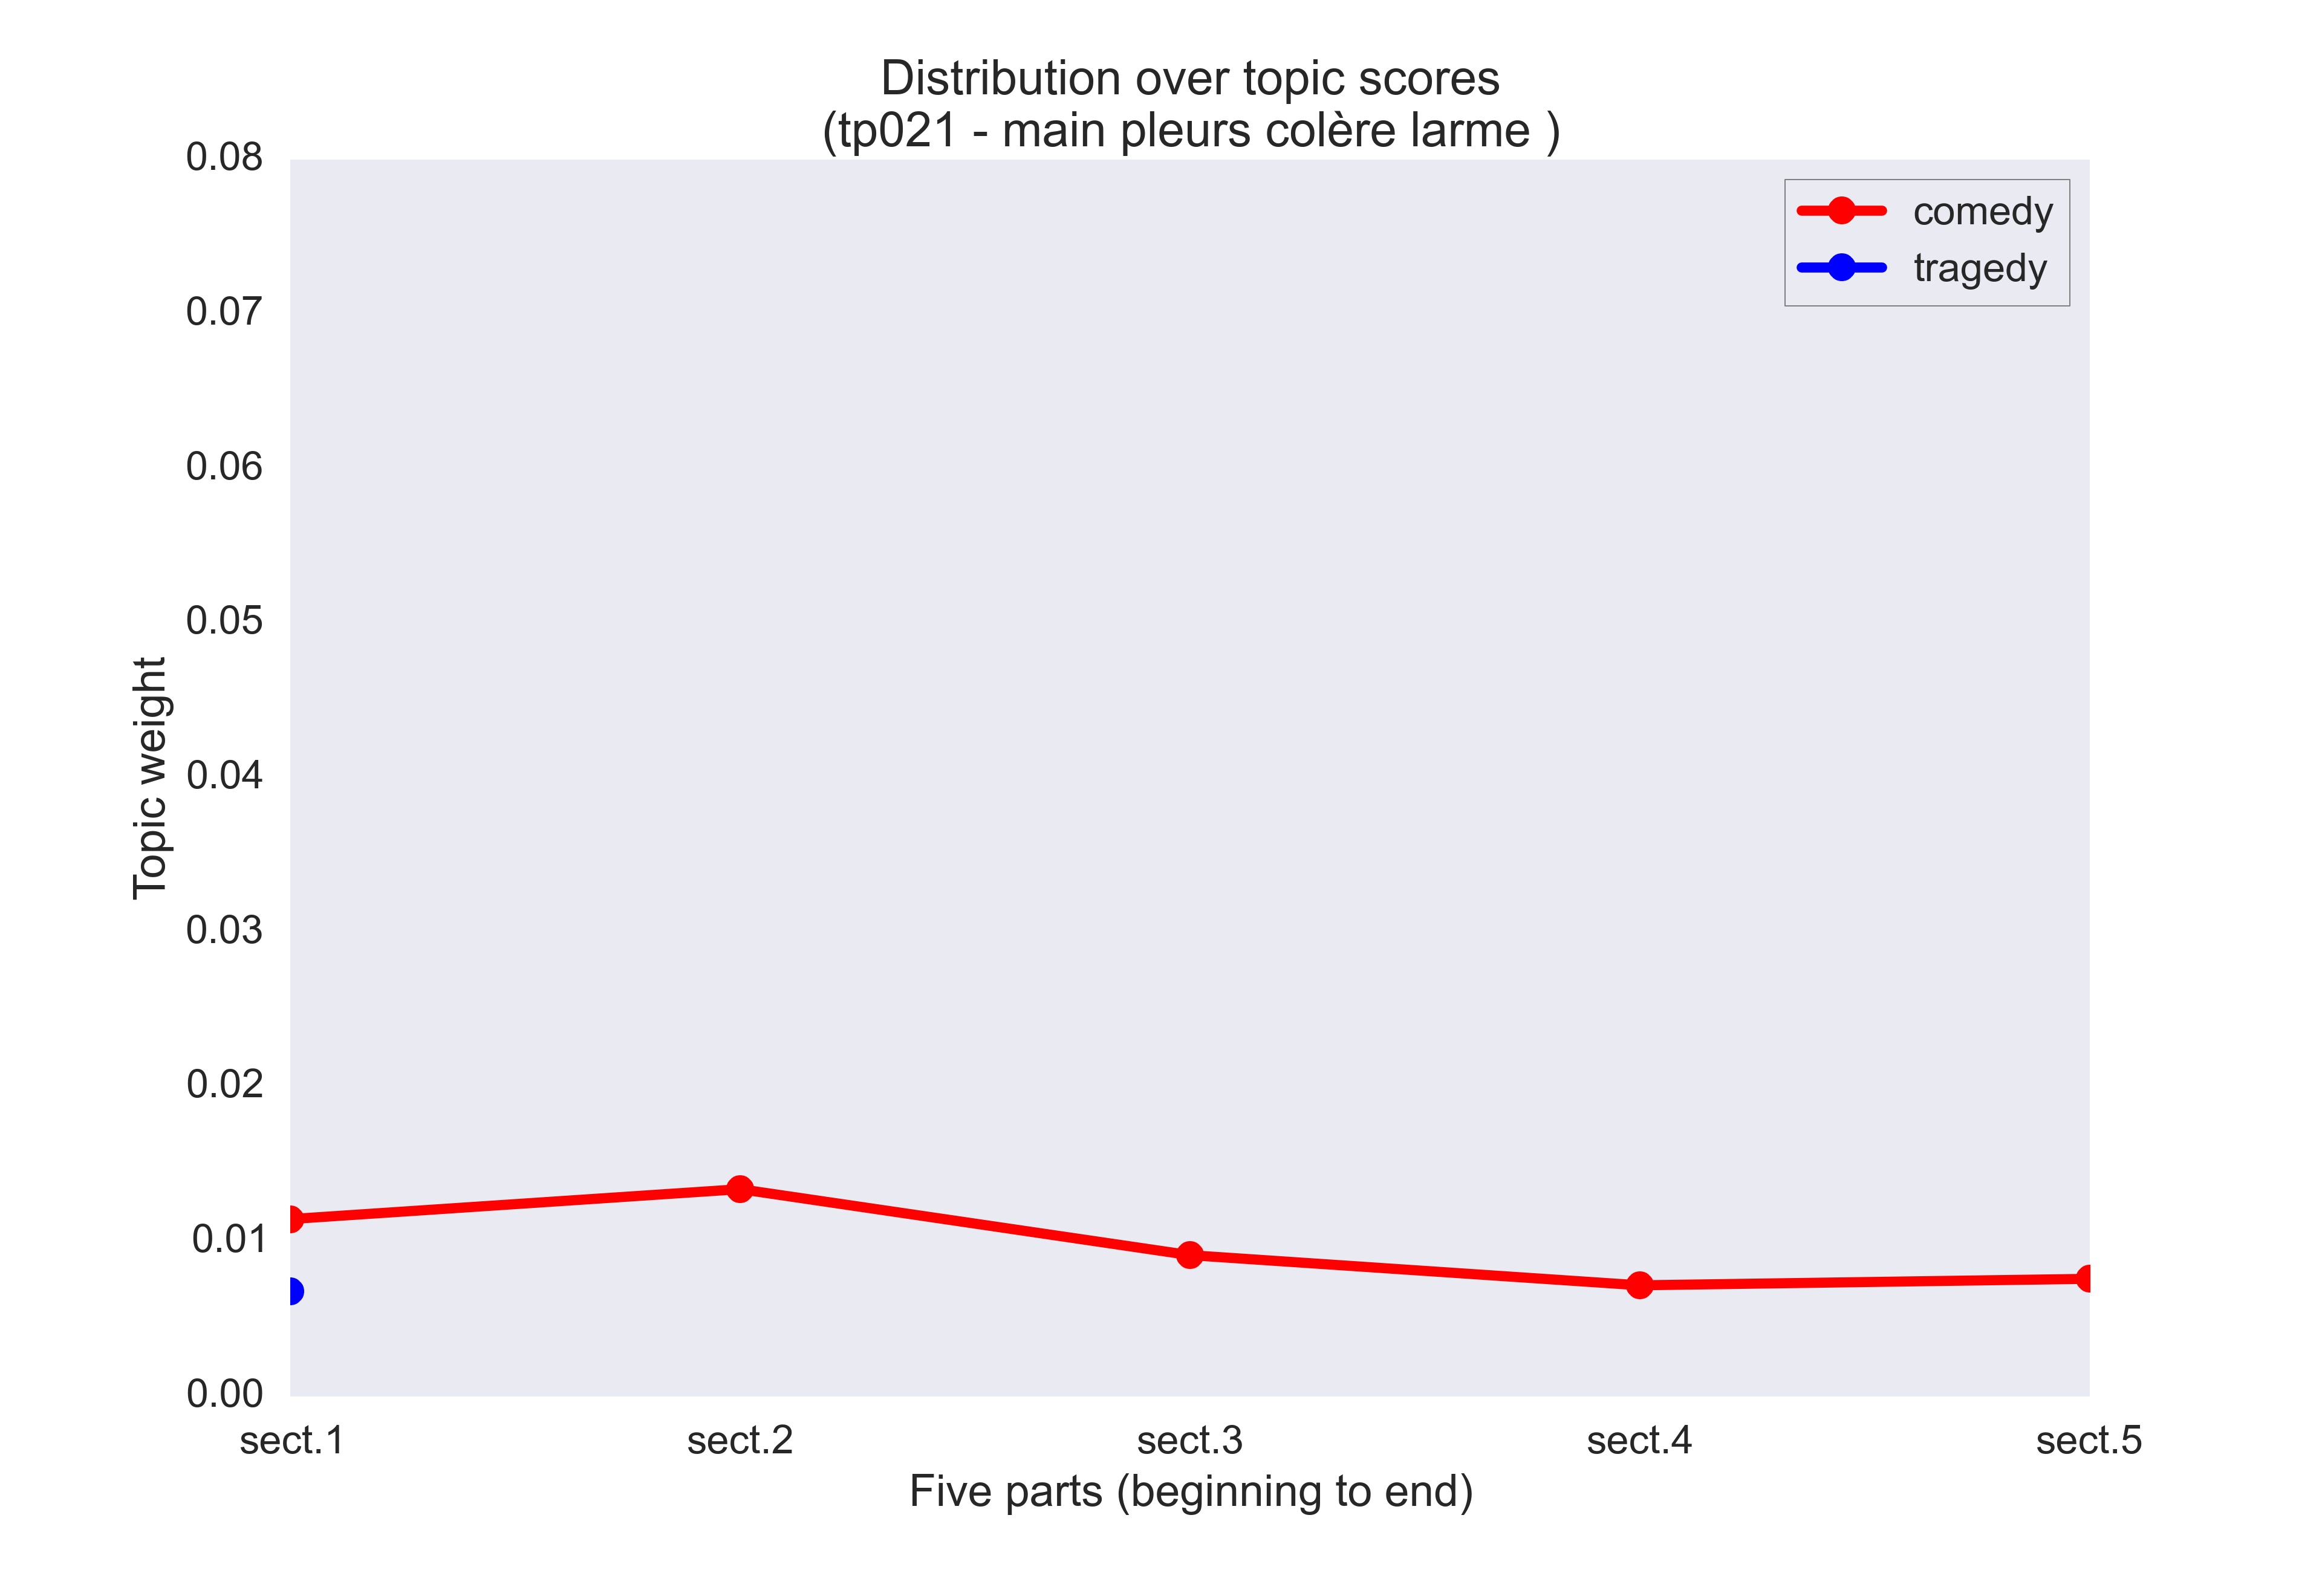 Distribution over topic scores
(tp021 - main pleurs colère larme )
comedy
tragedy
0.08
0.07
0.06
0.05
0.04
0.03
0.02
0.01
0.00
Topic weight
sect.1 sect.2 sect.3 sect.4 sect.5
Five parts (beginning to end)